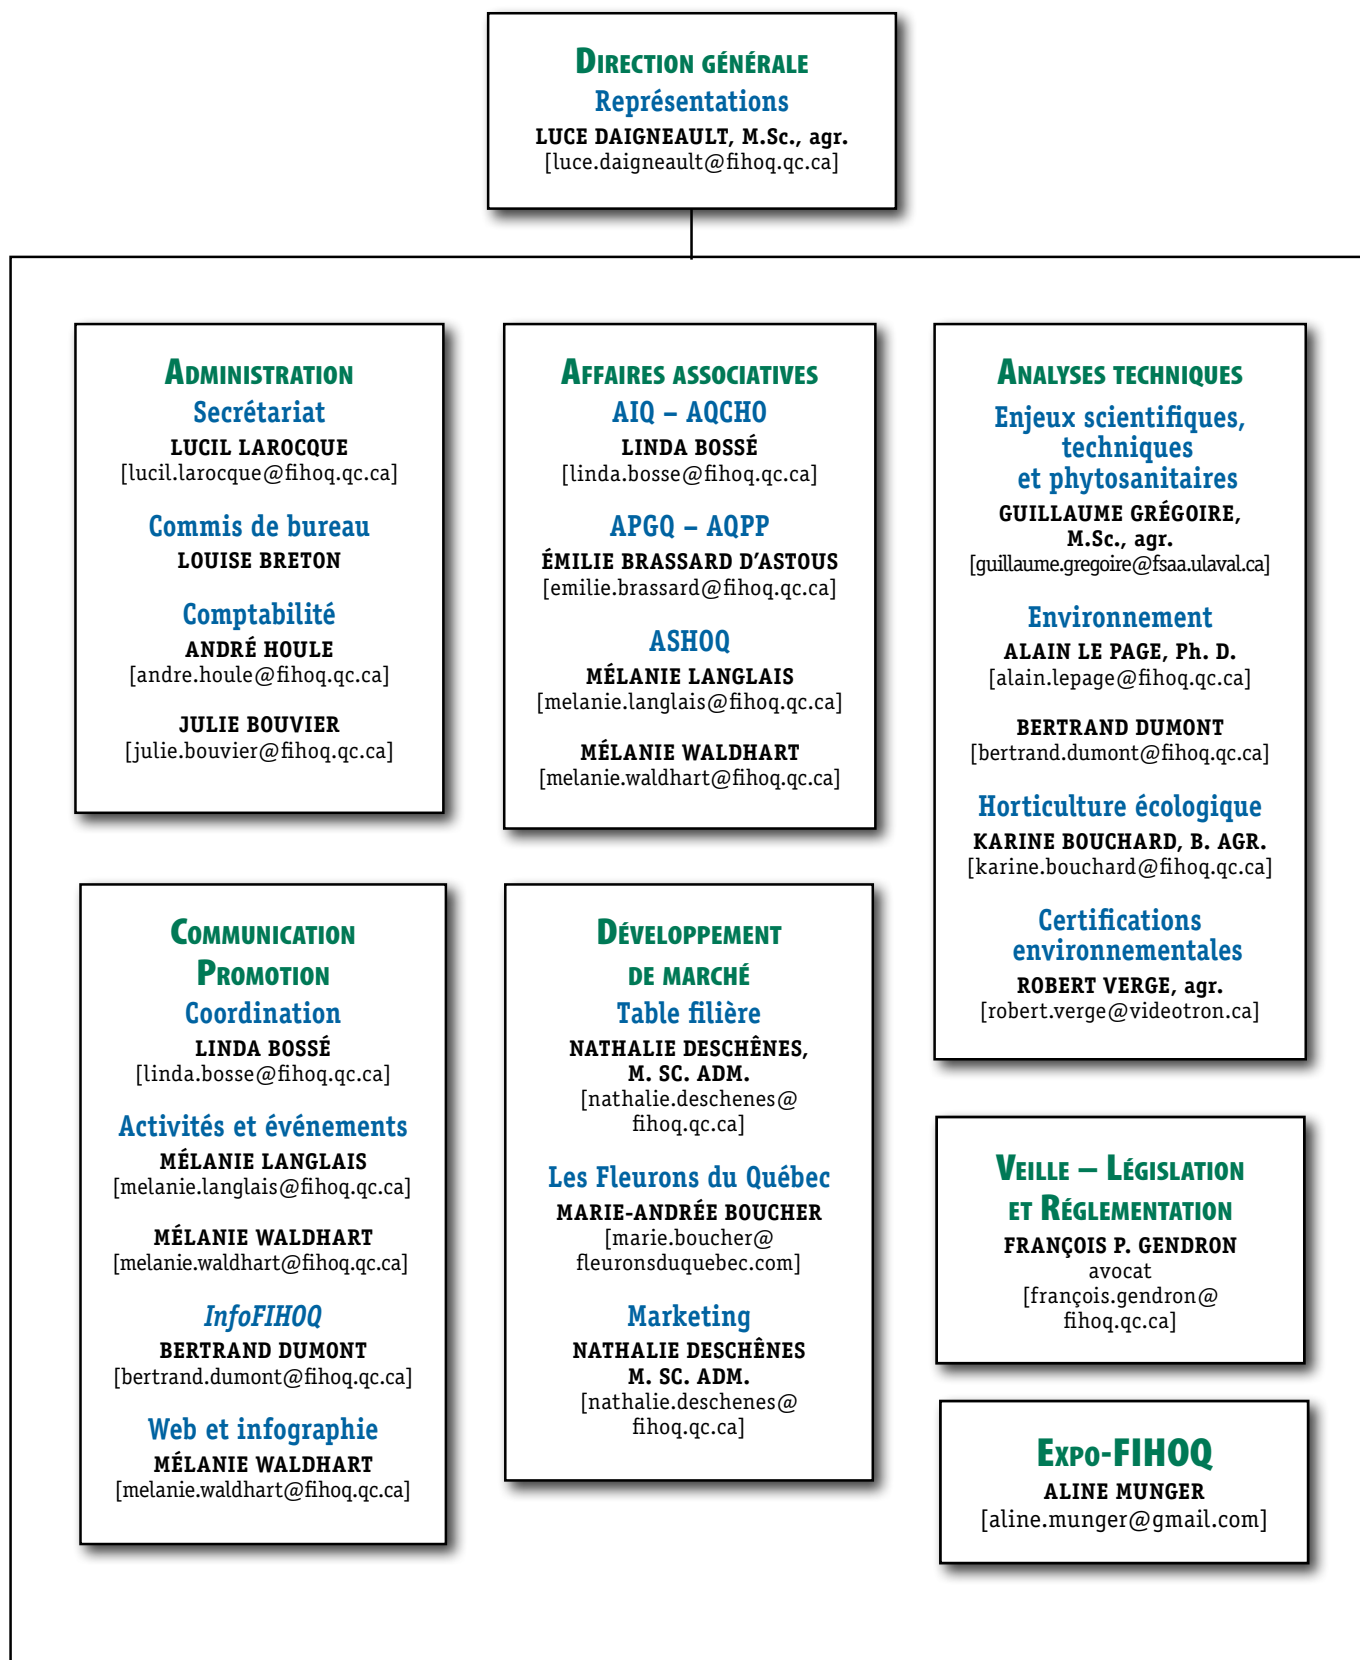 DIRECTION GÉNÉRALE
Représentations
LUCE DAIGNEAULT, M.Sc., agr.
[luce.daigneault@fihoq.qc.ca]
ADMINISTRATION
Secrétariat
LUCIL LAROCQUE
[lucil.larocque@fihoq.qc.ca]
Commis de bureau
LOUISE BRETON
Comptabilité
ANDRÉ HOULE
[andre.houle@fihoq.qc.ca]
JULIE BOUVIER
[julie.bouvier@fihoq.qc.ca]
AFFAIRES ASSOCIATIVES
AIQ – AQCHO
LINDA BOSSÉ
[linda.bosse@fihoq.qc.ca]
APGQ – AQPP
ÉMILIE BRASSARD D’ASTOUS
[emilie.brassard@fihoq.qc.ca]
ASHOQ
MÉLANIE LANGLAIS
[melanie.langlais@fihoq.qc.ca]
MÉLANIE WALDHART
[melanie.waldhart@fihoq.qc.ca]
ANALYSES TECHNIQUES
Enjeux scientifiques,
techniques
et phytosanitaires
GUILLAUME GRÉGOIRE,
M.Sc., agr.
[guillaume.gregoire@fsaa.ulaval.ca]
Environnement
ALAIN LE PAGE, Ph. D.
[alain.lepage@fihoq.qc.ca]
BERTRAND DUMONT
[bertrand.dumont@fihoq.qc.ca]
Horticulture écologique
KARINE BOUCHARD, B. AGR.
[karine.bouchard@fihoq.qc.ca]
Certifications
environnementales
ROBERT VERGE, agr.
[robert.verge@videotron.ca]
COMMUNICATION
PROMOTION
Coordination
LINDA BOSSÉ
[linda.bosse@fihoq.qc.ca]
Activités et événements
MÉLANIE LANGLAIS
[melanie.langlais@fihoq.qc.ca]
MÉLANIE WALDHART
[melanie.waldhart@fihoq.qc.ca]
InfoFIHOQ
BERTRAND DUMONT
[bertrand.dumont@fihoq.qc.ca]
Web et infographie
MÉLANIE WALDHART
[melanie.waldhart@fihoq.qc.ca]
DÉVELOPPEMENT
DE MARCHÉ
Table filière
NATHALIE DESCHÊNES,
M. SC. ADM.
[nathalie.deschenes@
fihoq.qc.ca]
Les Fleurons du Québec
MARIE-ANDRÉE BOUCHER
[marie.boucher@
fleuronsduquebec.com]
Marketing
NATHALIE DESCHÊNES
M. SC. ADM.
[nathalie.deschenes@
fihoq.qc.ca]
VEILLE – LÉGISLATION
ET RÉGLEMENTATION
FRANÇOIS P. GENDRON
avocat
[françois.gendron@
fihoq.qc.ca]
EXPO-FIHOQ
ALINE MUNGER
[aline.munger@gmail.com]